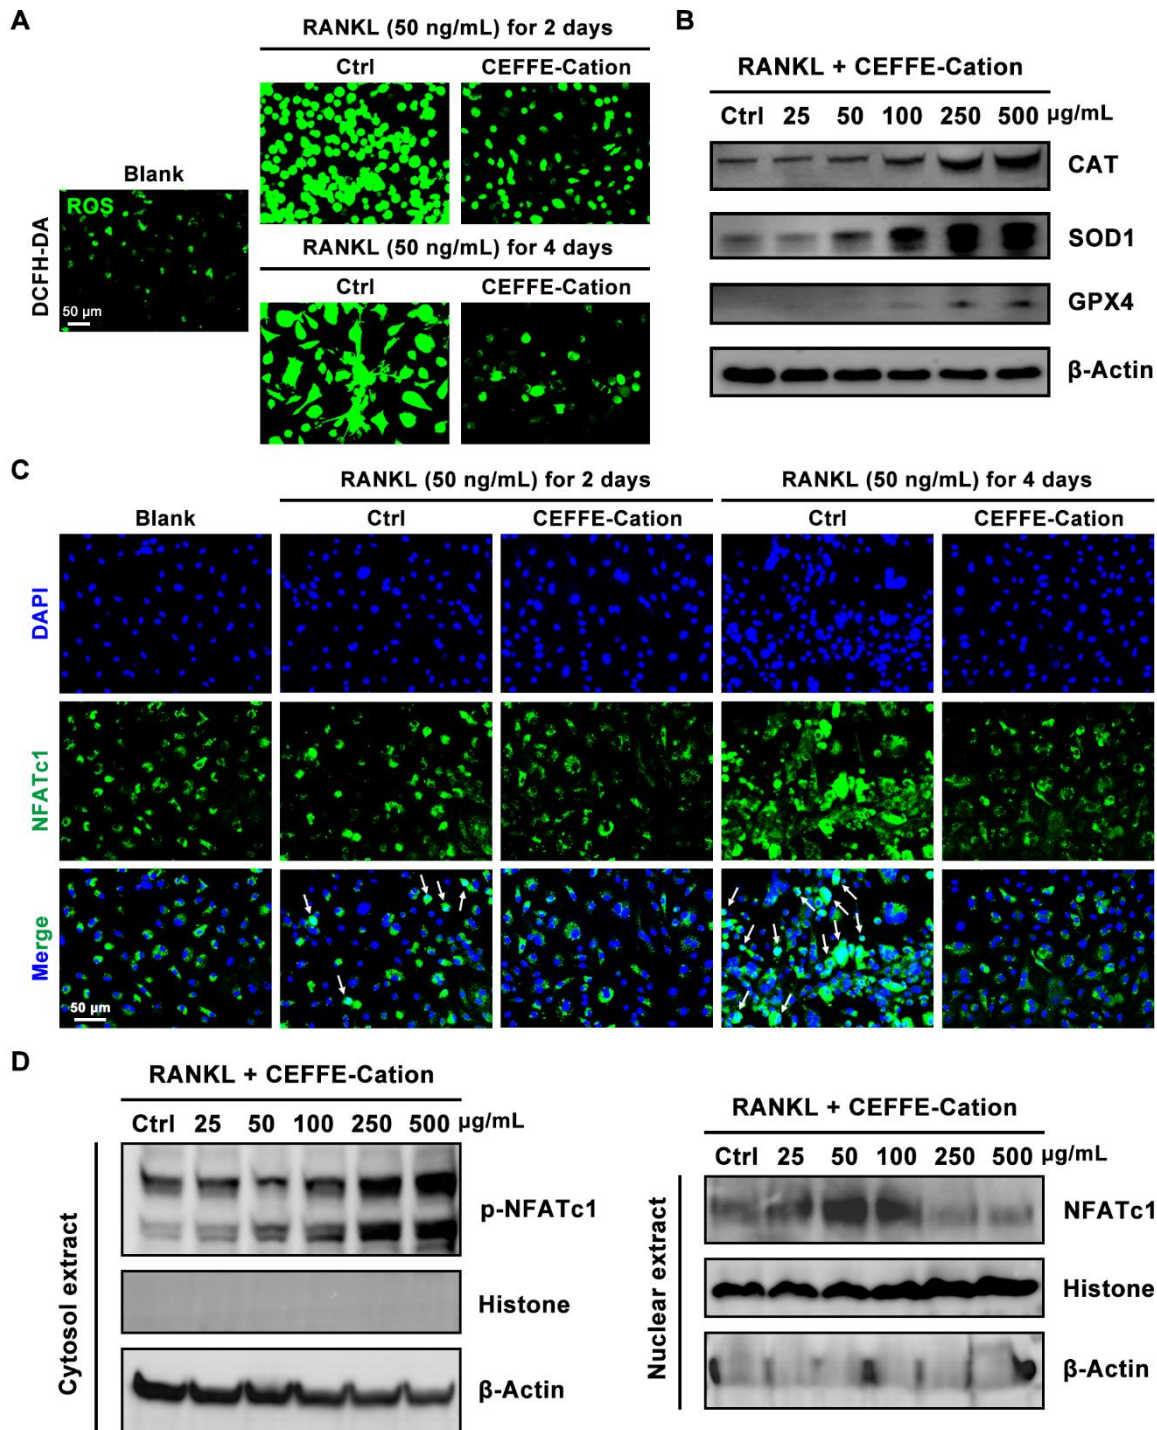 A
RANKL (50 ng/mL) for 2 days
Ctrl CEFFE-Cation
Blank
DCFH-DA
ROS
50 µm
RANKL (50 ng/mL) for 4 days
Ctrl CEFFE-Cation
B
RANKL + CEFFE-Cation
Ctrl 25 50 100 250 500 µg/mL
CAT
SOD1
GPX4
β-Actin
C
RANKL (50 ng/mL) for 2 days RANKL (50 ng/mL) for 4 days
Blank Ctrl CEFFE-Cation Ctrl CEFFE-Cation
DAPI
NFATc1
Merge
50 µm
D
RANKL + CEFFE-Cation
Ctrl 25 50 100 250 500 µg/mL
Cytosol extract
p-NFATc1
Histone
β-Actin
RANKL + CEFFE-Cation
Ctrl 25 50 100 250 500 µg/mL
Nuclear extract
NFATc1
Histone
β-Actin